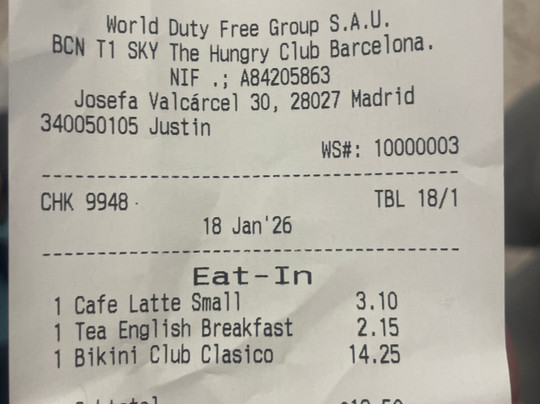 World Duty Free Group S.A.U.
BCN T1 SKY The Hungry Club Barcelona.
NIF .; A84205863
Josefa Valcárcel 30, 28027 Madrid
340050105 Justin
WS#: 10000003
CHK 9948 TBL 18/1
18 Jan'26
Eat-In
1 Cafe Latte Small 3.10
1 Tea English Breakfast 2.15
1 Bikini Club Clasico 14.25